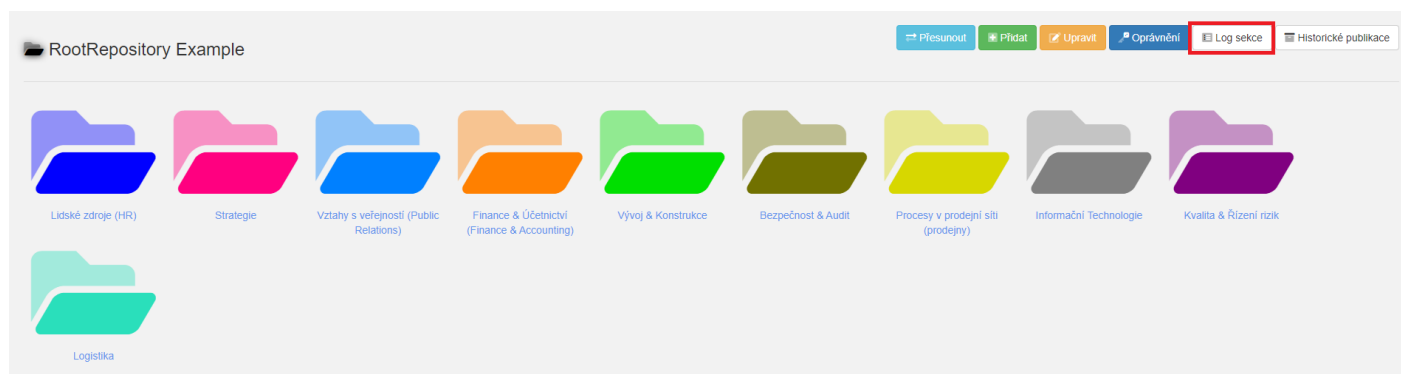 RootRepository Example
Přesunout
Přidat
Upravit
Oprávnění
Log sekce
Historické publikace
Lidské zdroje (HR)
Strategie
Vztahy s veřejností (Public
Relations)
Finance & Účetnictví
(Finance & Accounting)
Vývoj & Konstrukce
Bezpečnost & Audit
Procesy v prodejní síti
(prodejny)
Informační Technologie
Kvalita & Řízení rizik
Logistika